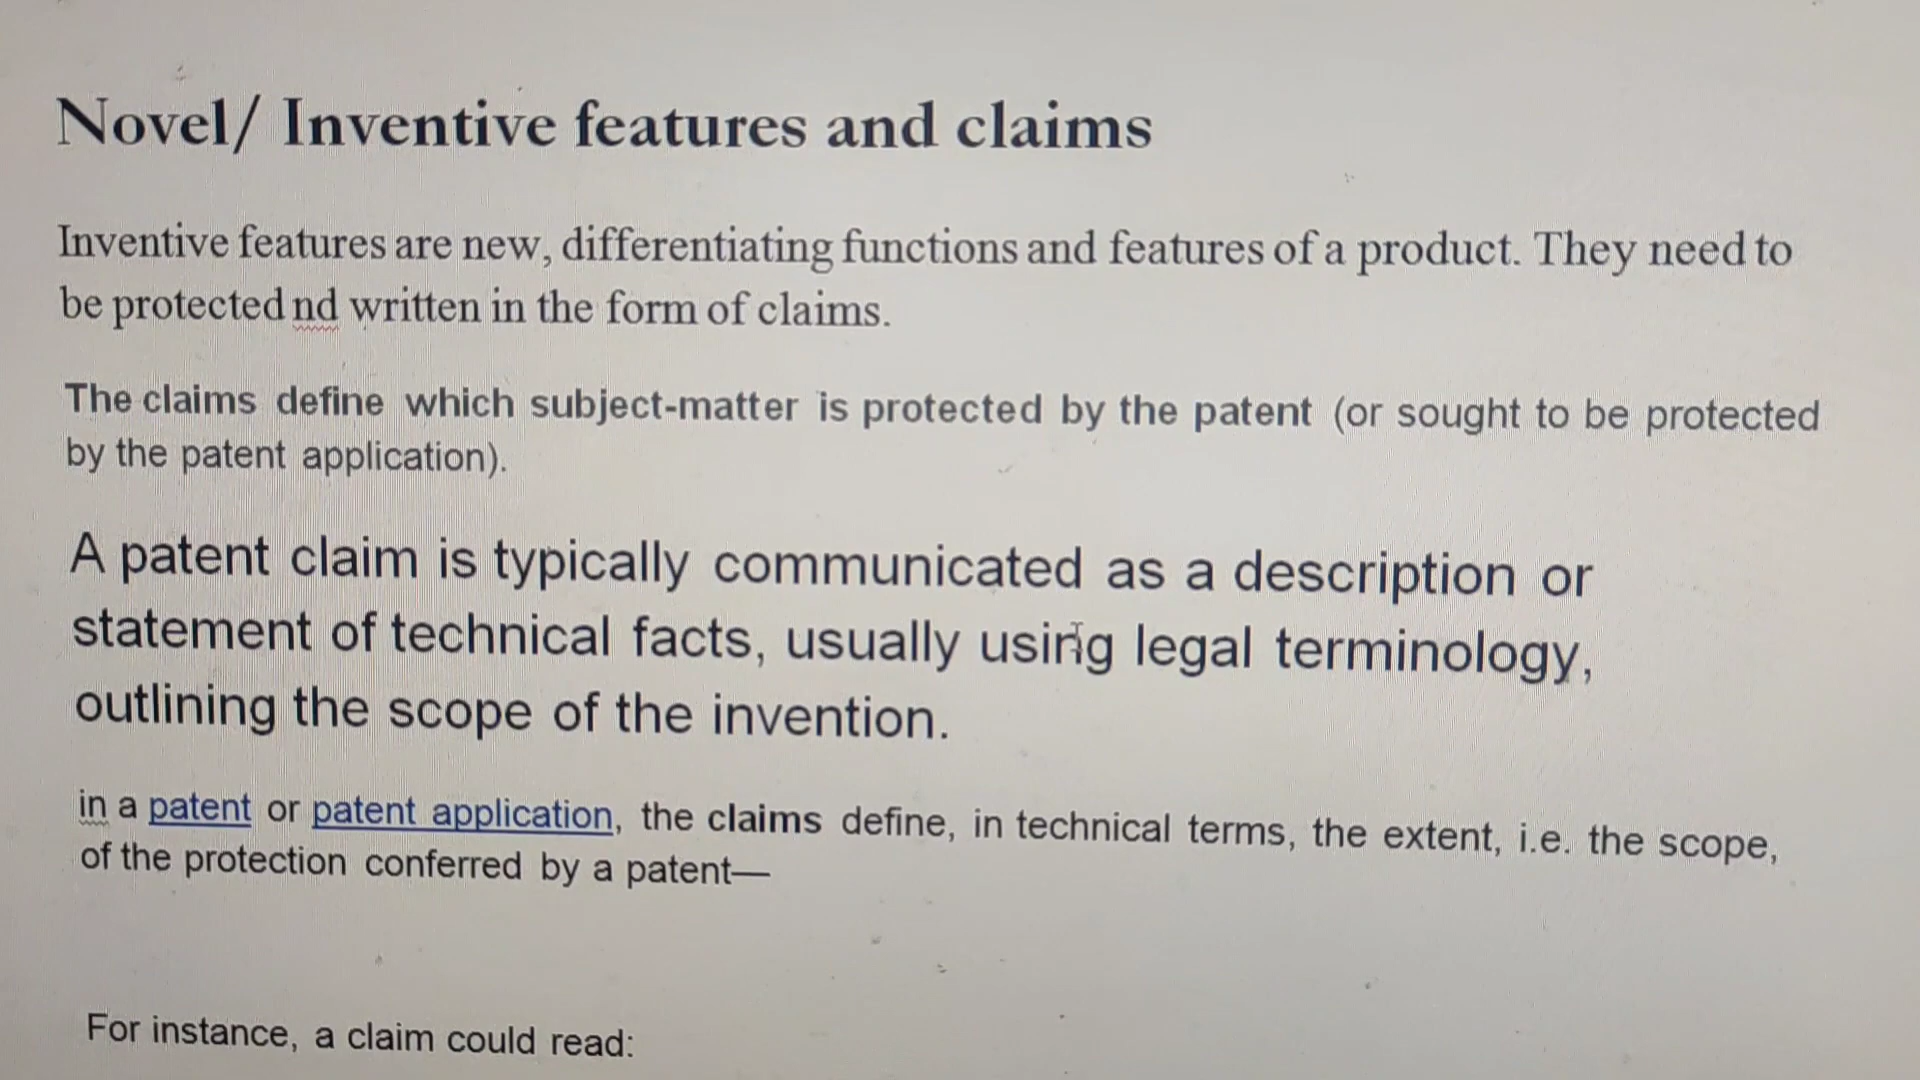 Novel/ Inventive features and claims
Inventive features are new, differentiating functions and features of a product. They need to
be protected nd written in the form of claims.
The claims define which subject-matter is protected by the patent (or sought to be protected
by the patent application).
A patent claim is typically communicated as a description or
statement of technical facts, usually using legal terminology,
outlining the scope of the invention.
in a patent or patent application, the claims define, in technical terms, the extent, i.e. the scope,
of the protection conferred by a patent—
For instance, a claim could read: